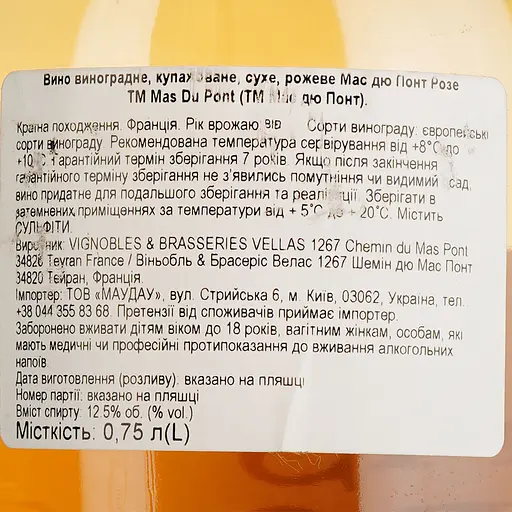 Вино виноградне, купажоване, сухе, рожеве Мас дю Понт Розе
ТМ Mas Du Pont (ТМ Мас дю Понт).
Країна походження: Франція. Рік врожаю Сорти винограду: європейські
сорти винограду. Рекомендована температура сервірування від +8°С до
+10°С Гарантійний термін зберігання 7 років. Якщо після закінчення
гарантійного терміну зберігання не з'явились помутніння чи видимий осад,
вино придатне для подальшого зберігання та реалізації. Зберігати в
затемнених приміщеннях за температури від + 5°С до + 20°С. Містить
СУЛЬФІТИ.
Виробник: VIGNOBLES & BRASSERIES VELLAS 1267 Chemin du Mas Pont
34820 Teyran France / Віньобль & Брасеріс Велас 1267 Шемін дю Мас Понт
34820 Тейран, Франція.
Імпортер: ТОВ «МАУДАУ», вул. Стрийська 6, м. Київ, 03062, Україна, тел.
+38 044 355 83 68. Претензії від споживачів приймає імпортер.
Заборонено вживати дітям віком до 18 років, вагітним жінкам, особам, які
мають медичні чи професійні протипоказання до вживання алкогольних
напоїв.
Дата виготовлення (розливу): вказано на пляшці
Номер партії: вказано на пляшці
Вміст спирту: 12.5% об. (% vol.)
Місткість: 0,75 л(L)